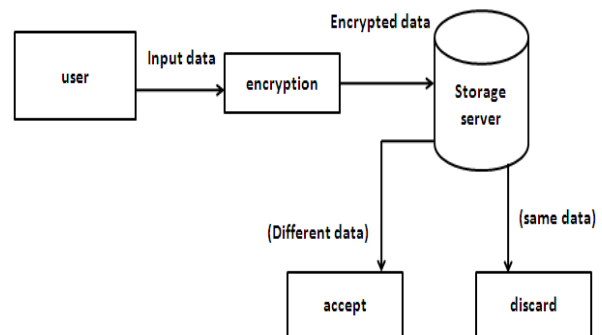 Encrypted data
Input data
user
encryption
Storage
server
(Different data)
(same data)
accept
discard